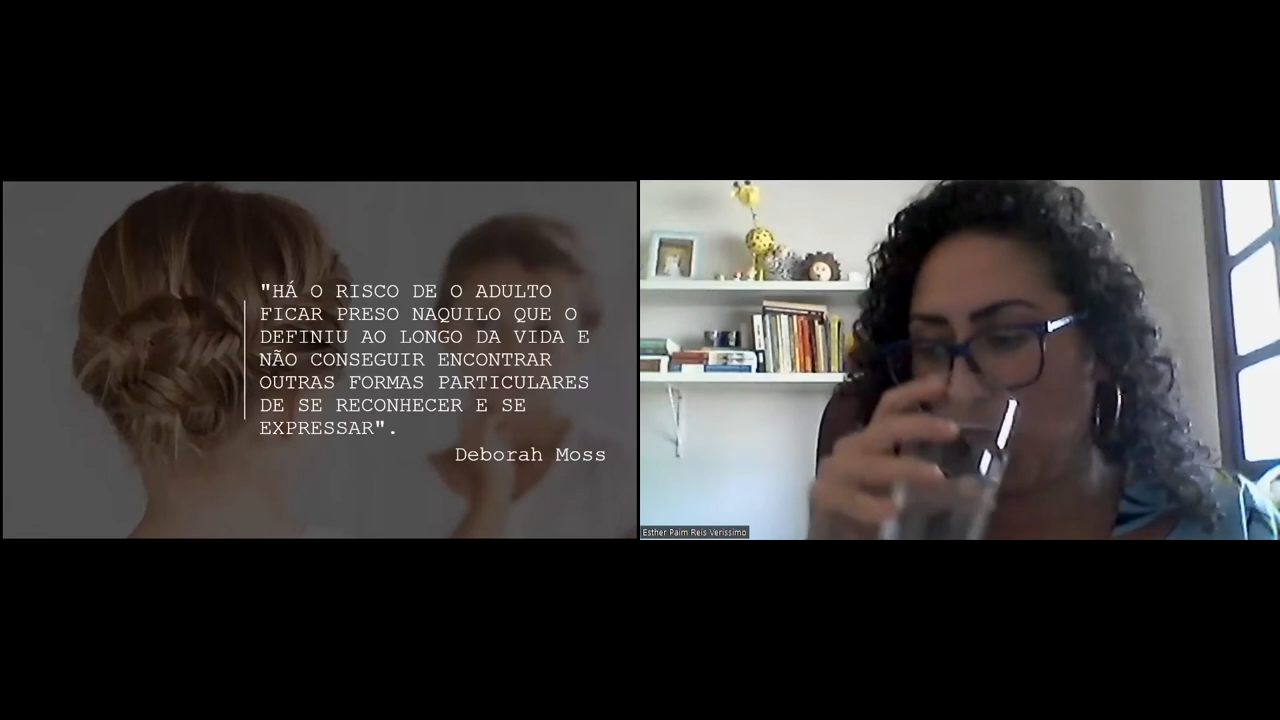 "HÁ O RISCO DE O ADULTO
FICAR PRESO NAQUILO QUE O
DEFINIU AO LONGO DA VIDA E
NÃO CONSEGUIR ENCONTRAR
OUTRAS FORMAS PARTICULARES
DE SE RECONHECER E SE
EXPRESSAR".
Deborah Moss
Esther Paim Reis Veríssimo